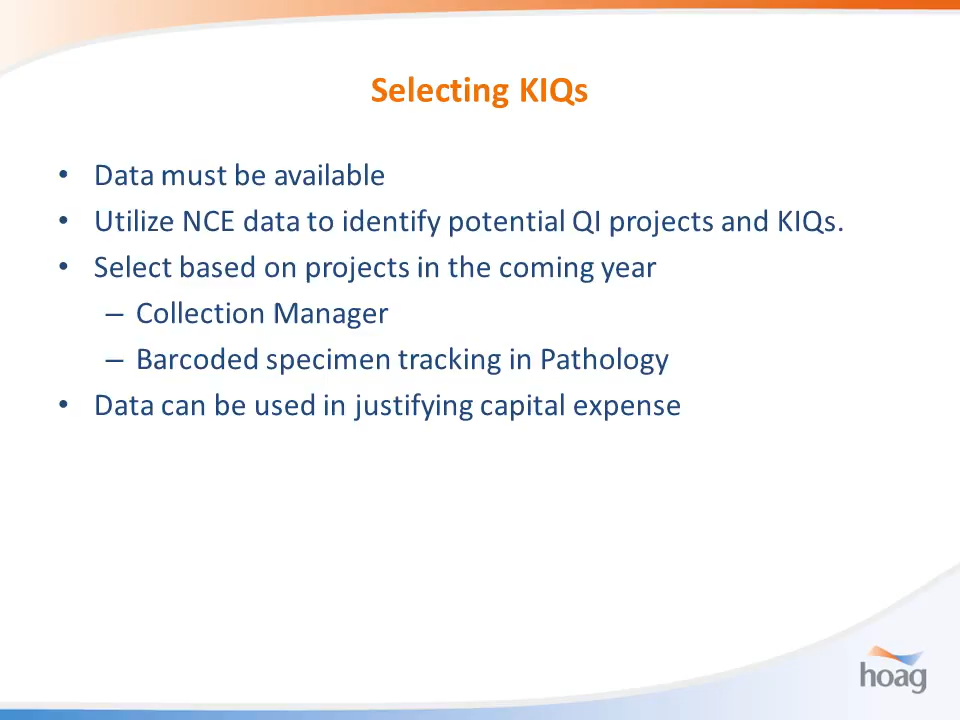 Selecting KIQs
• Data must be available
• Utilize NCE data to identify potential QI projects and KIQs.
• Select based on projects in the coming year
– Collection Manager
– Barcoded specimen tracking in Pathology
• Data can be used in justifying capital expense
hoag